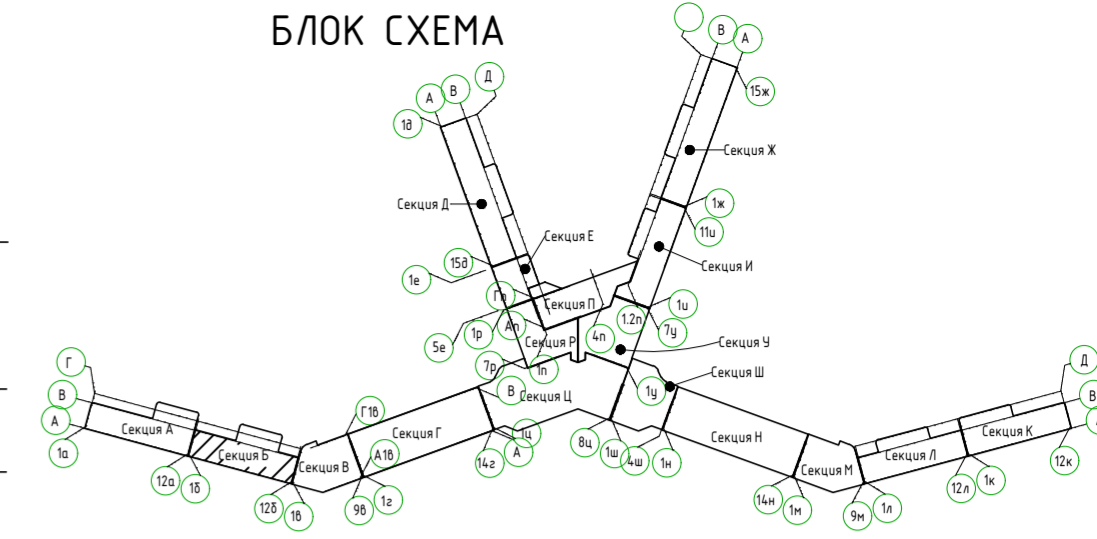 БЛОК СХЕМА
В
А
15ж
Д
В
А
1д
Секция Ж
Секция Д
1ж
11и
Секция Е
Секция И
15д
1е
Гп
Секция П
1и
1.2п
7у
4п
Ап
1р
5е
Секция Р
Секция У
7р
1п
Секция Ш
1у
Г
В
А
1а
Секция А
Секция Б
12а
1б
Секция В
12б
1в
Г1в
А1в
9в
1г
Секция Г
14г
В
Секция Ц
1ц
А
8ц
1ш
4ш
1н
Секция Н
14н
1м
Секция М
9м
1л
Секция Л
12л
1к
Секция К
12к
Д
В